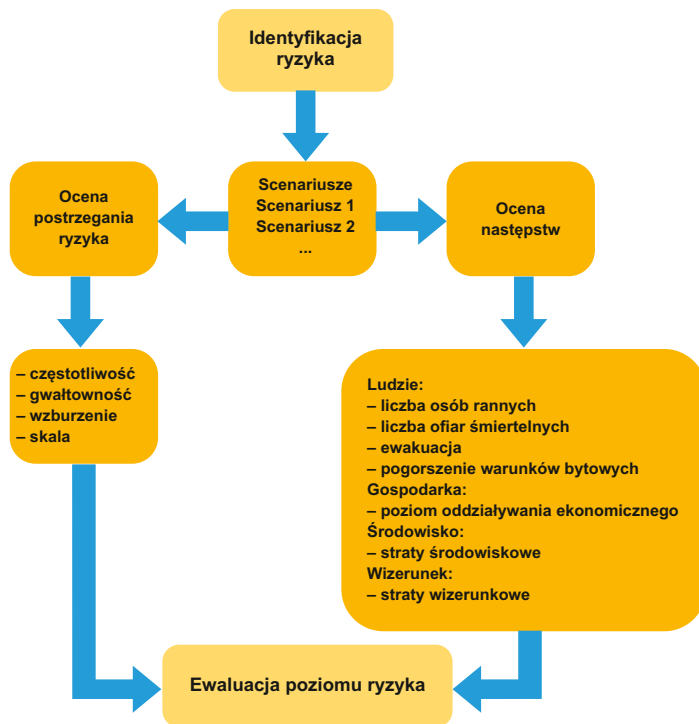 Identyfikacja
ryzyka
Ocena
postrzegania
ryzyka
Scenariusze
Scenariusz 1
Scenariusz 2
...
Ocena
następstw
– częstotliwość
– gwałtowność
– wzburzenie
– skala
Ludzie:
– liczba osób rannych
– liczba ofiar śmiertelnych
– ewakuacja
– pogorszenie warunków bytowych
Gospodarka:
– poziom oddziaływania ekonomicznego
Środowisko:
– straty środowiskowe
Wizerunek:
– straty wizerunkowe
Ewaluacja poziomu ryzyka